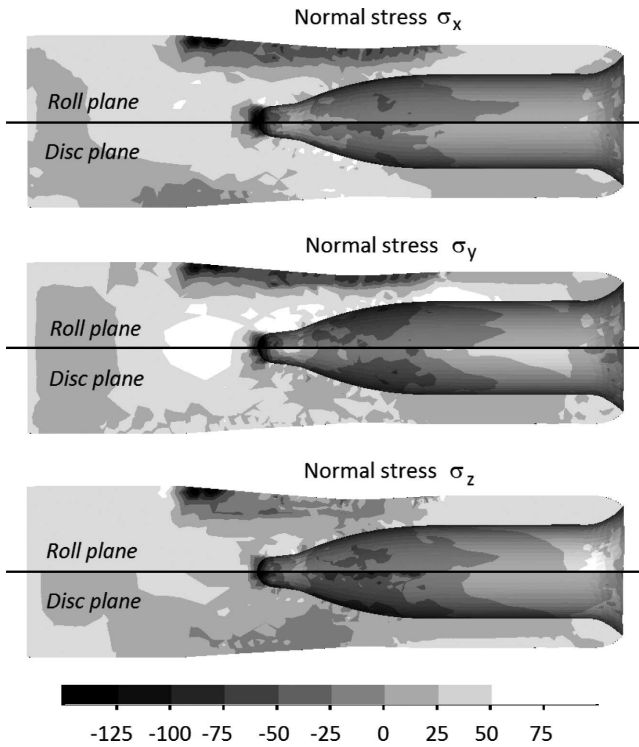 Normal stress σx
Roll plane
Disc plane
Normal stress σy
Roll plane
Disc plane
Normal stress σz
Roll plane
Disc plane
-125 -100 -75 -50 -25 0 25 50 75